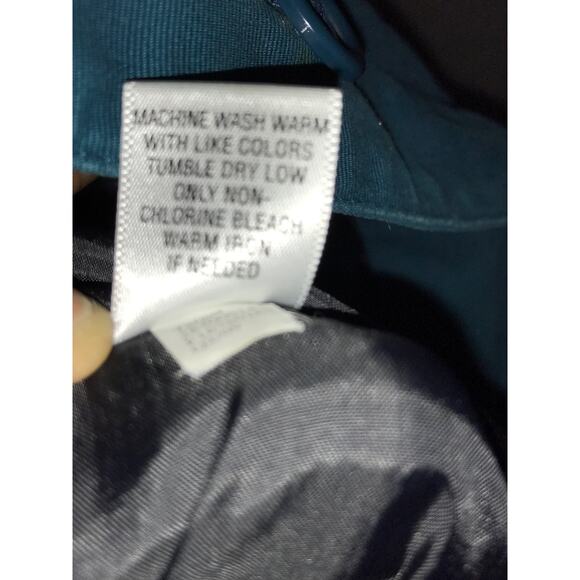 MACHINE WASH WARM
WITH LIKE COLORS
TUMBLE DRY LOW
ONLY NON-
CHLORINE BLEACH
WARM IRON
IF NEEDED